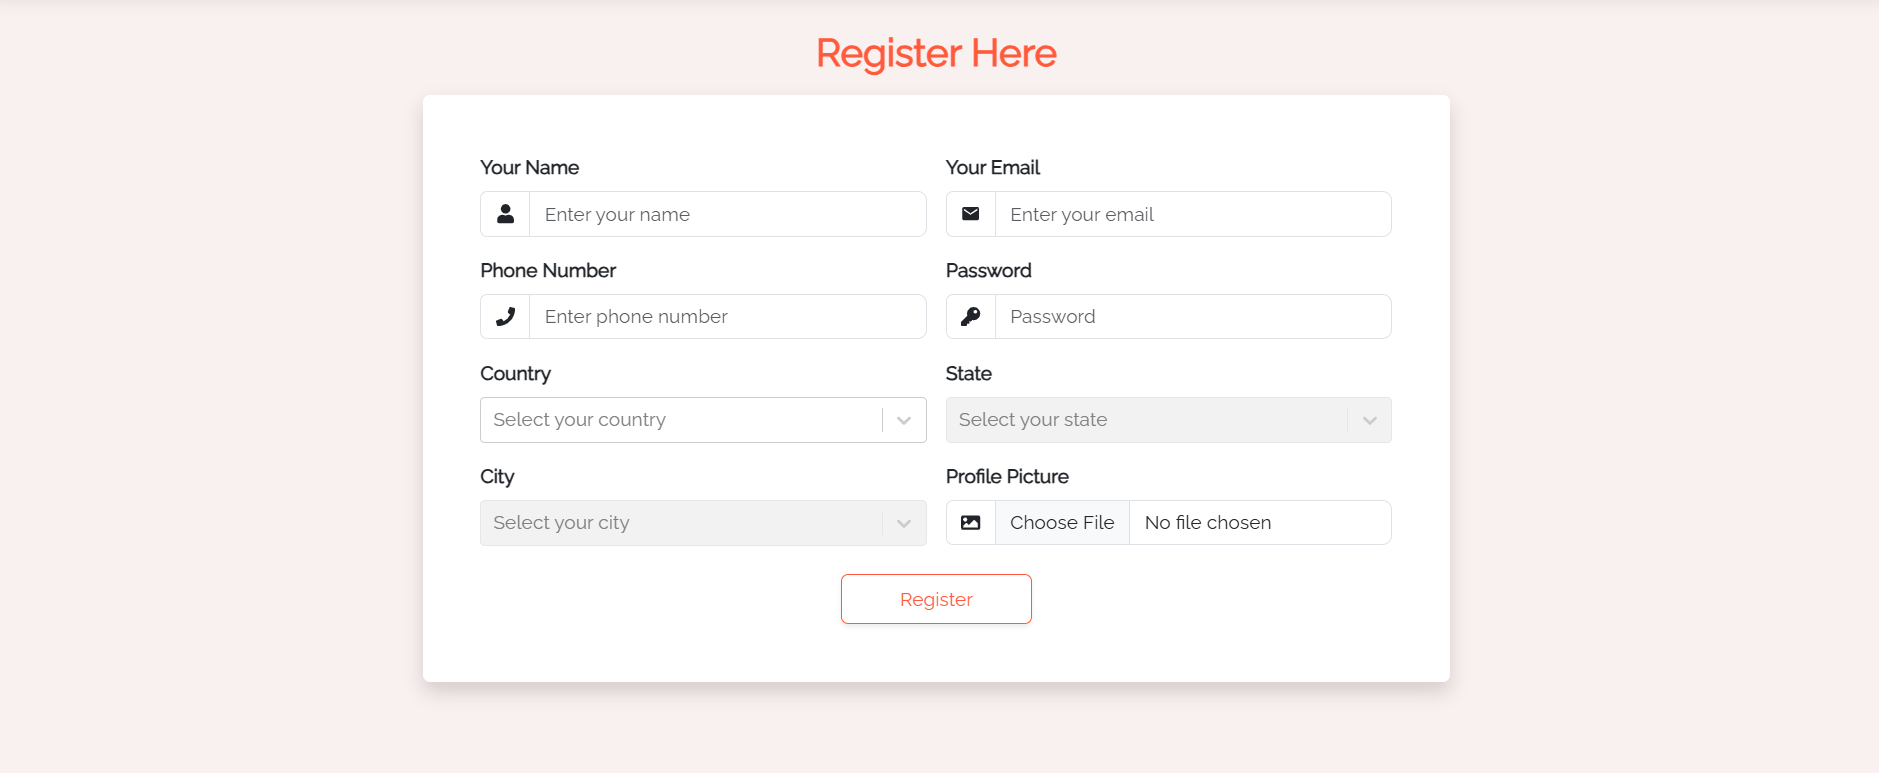 Register Here
Your Name
Your Email
Enter your name
Enter your email
Phone Number
Password
Enter phone number
Password
Country
State
Select your country
Select your state
City
Profile Picture
Select your city
Choose File
No file chosen
Register